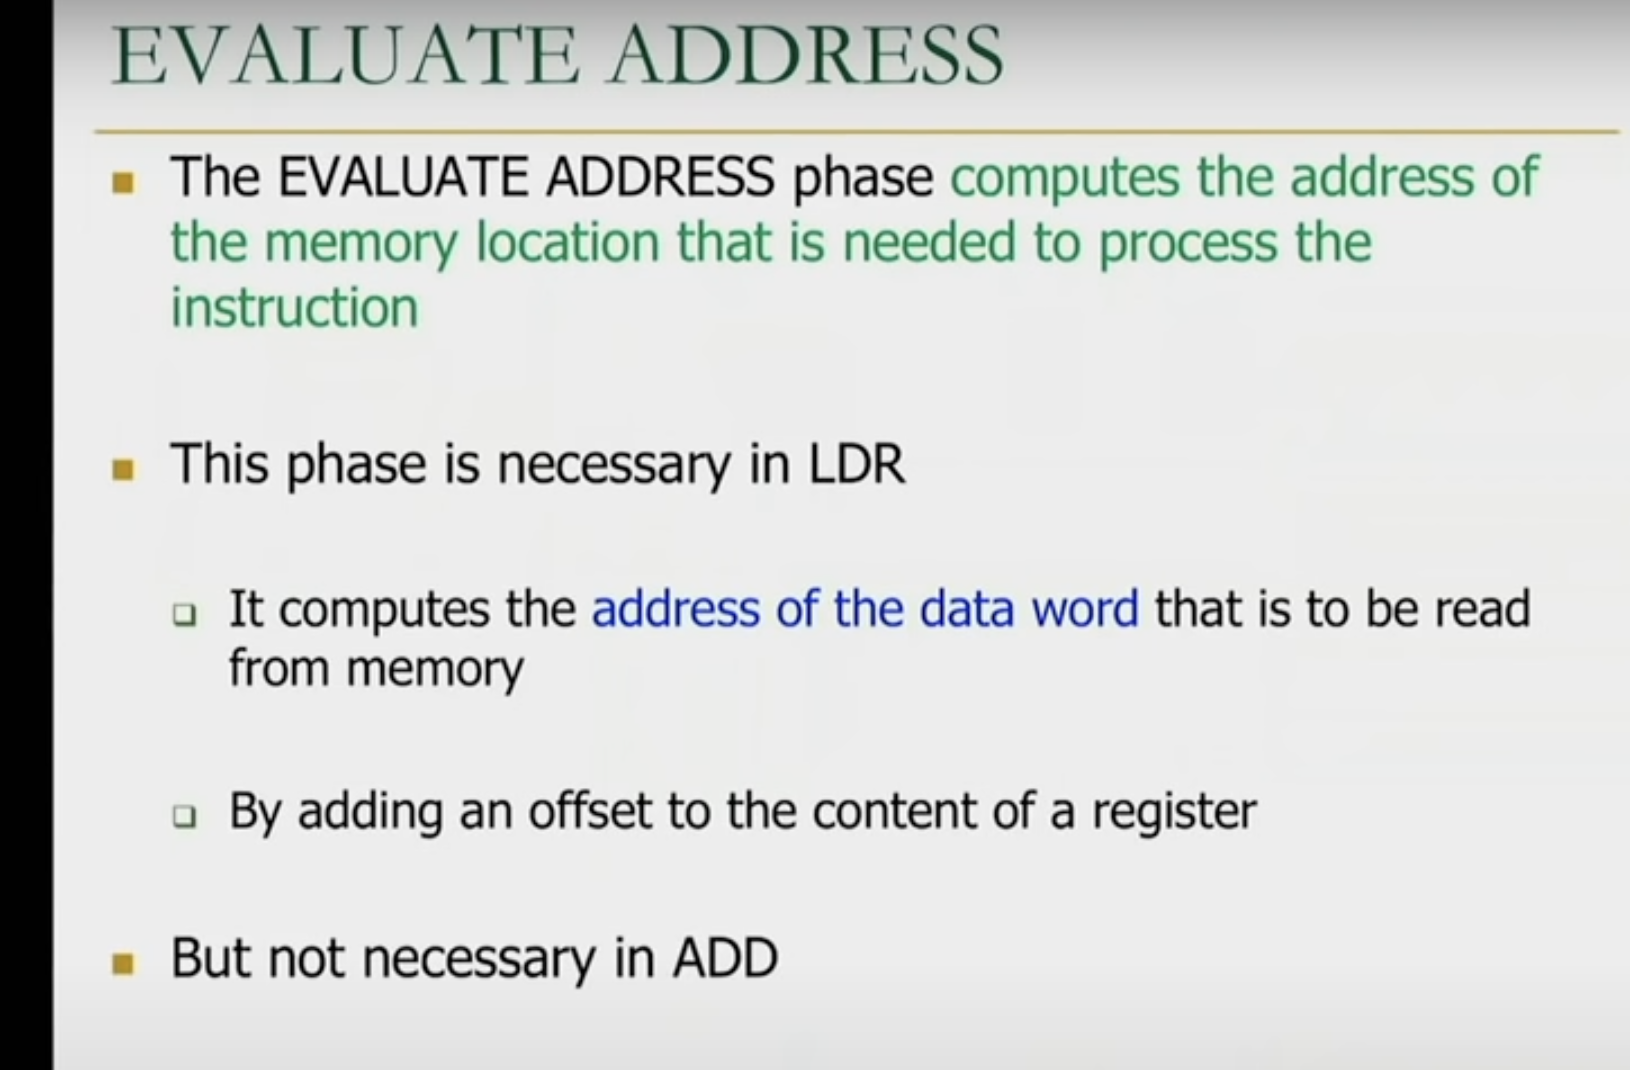 EVALUATE ADDRESS
The EVALUATE ADDRESS phase computes the address of
the memory location that is needed to process the
instruction
This phase is necessary in LDR
It computes the address of the data word that is to be read
from memory
By adding an offset to the content of a register
But not necessary in ADD